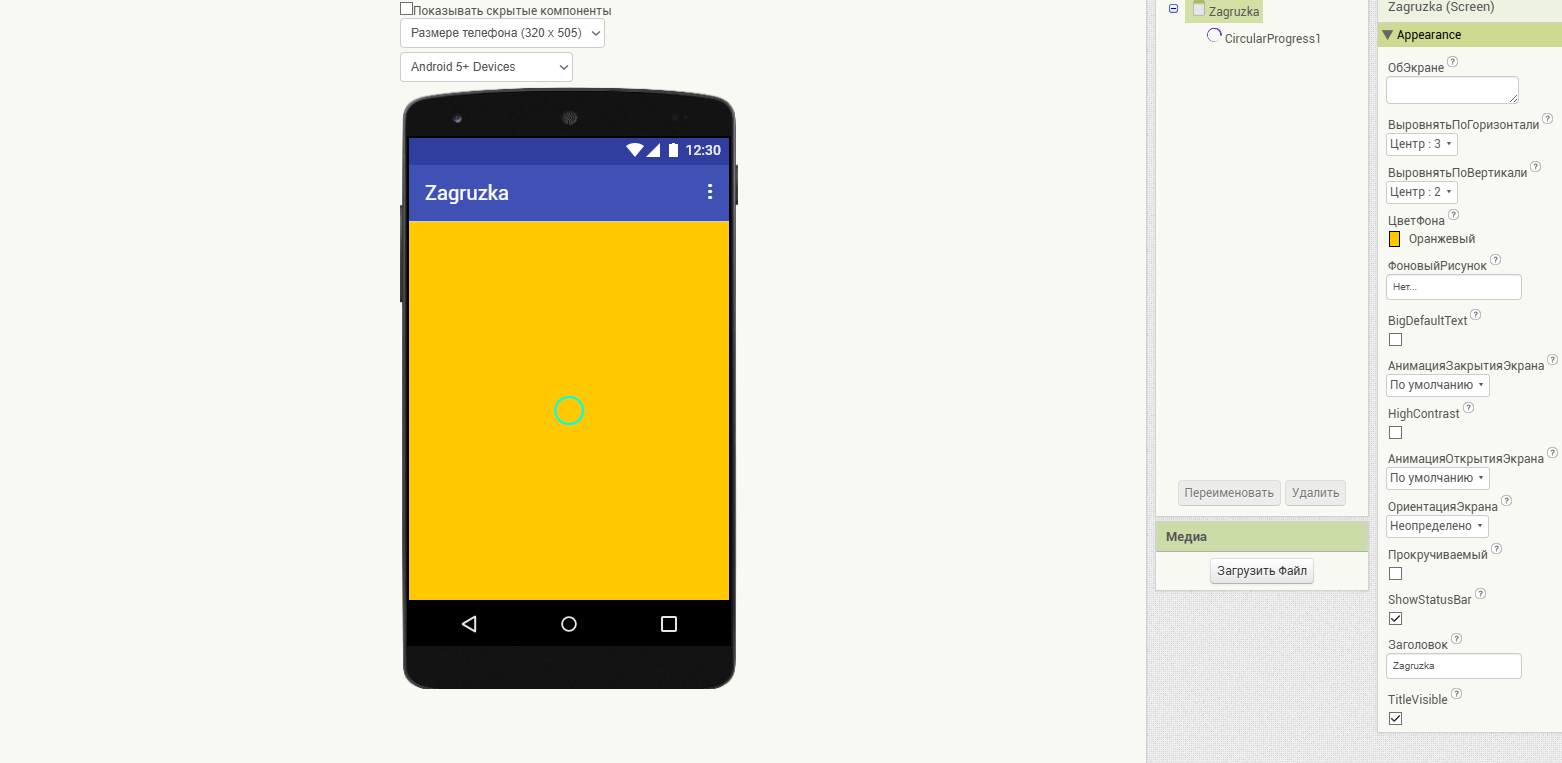 Показывать скрытые компоненты
Размере телефона (320 x 505)
Android 5+ Devices
12:30
Zagruzka
Zagruzka
CircularProgress1
Переименовать
Удалить
Медиа
Загрузить Файл
Zagruzka (Screen)
Appearance
ОбЭкране ?
ВыровнятьПоГоризонтали ?
Центр : 3
ВыровнятьПоВертикали ?
Центр : 2
ЦветФона ?
Оранжевый
ФоновыйРисунок ?
Нет...
BigDefaultText ?
АнимацияЗакрытияЭкрана ?
По умолчанию
HighContrast ?
АнимацияОткрытияЭкрана ?
По умолчанию
ОриентацияЭкрана ?
Неопределено
Прокручиваемый ?
ShowStatusBar ?
Заголовок ?
Zagruzka
TitleVisible ?